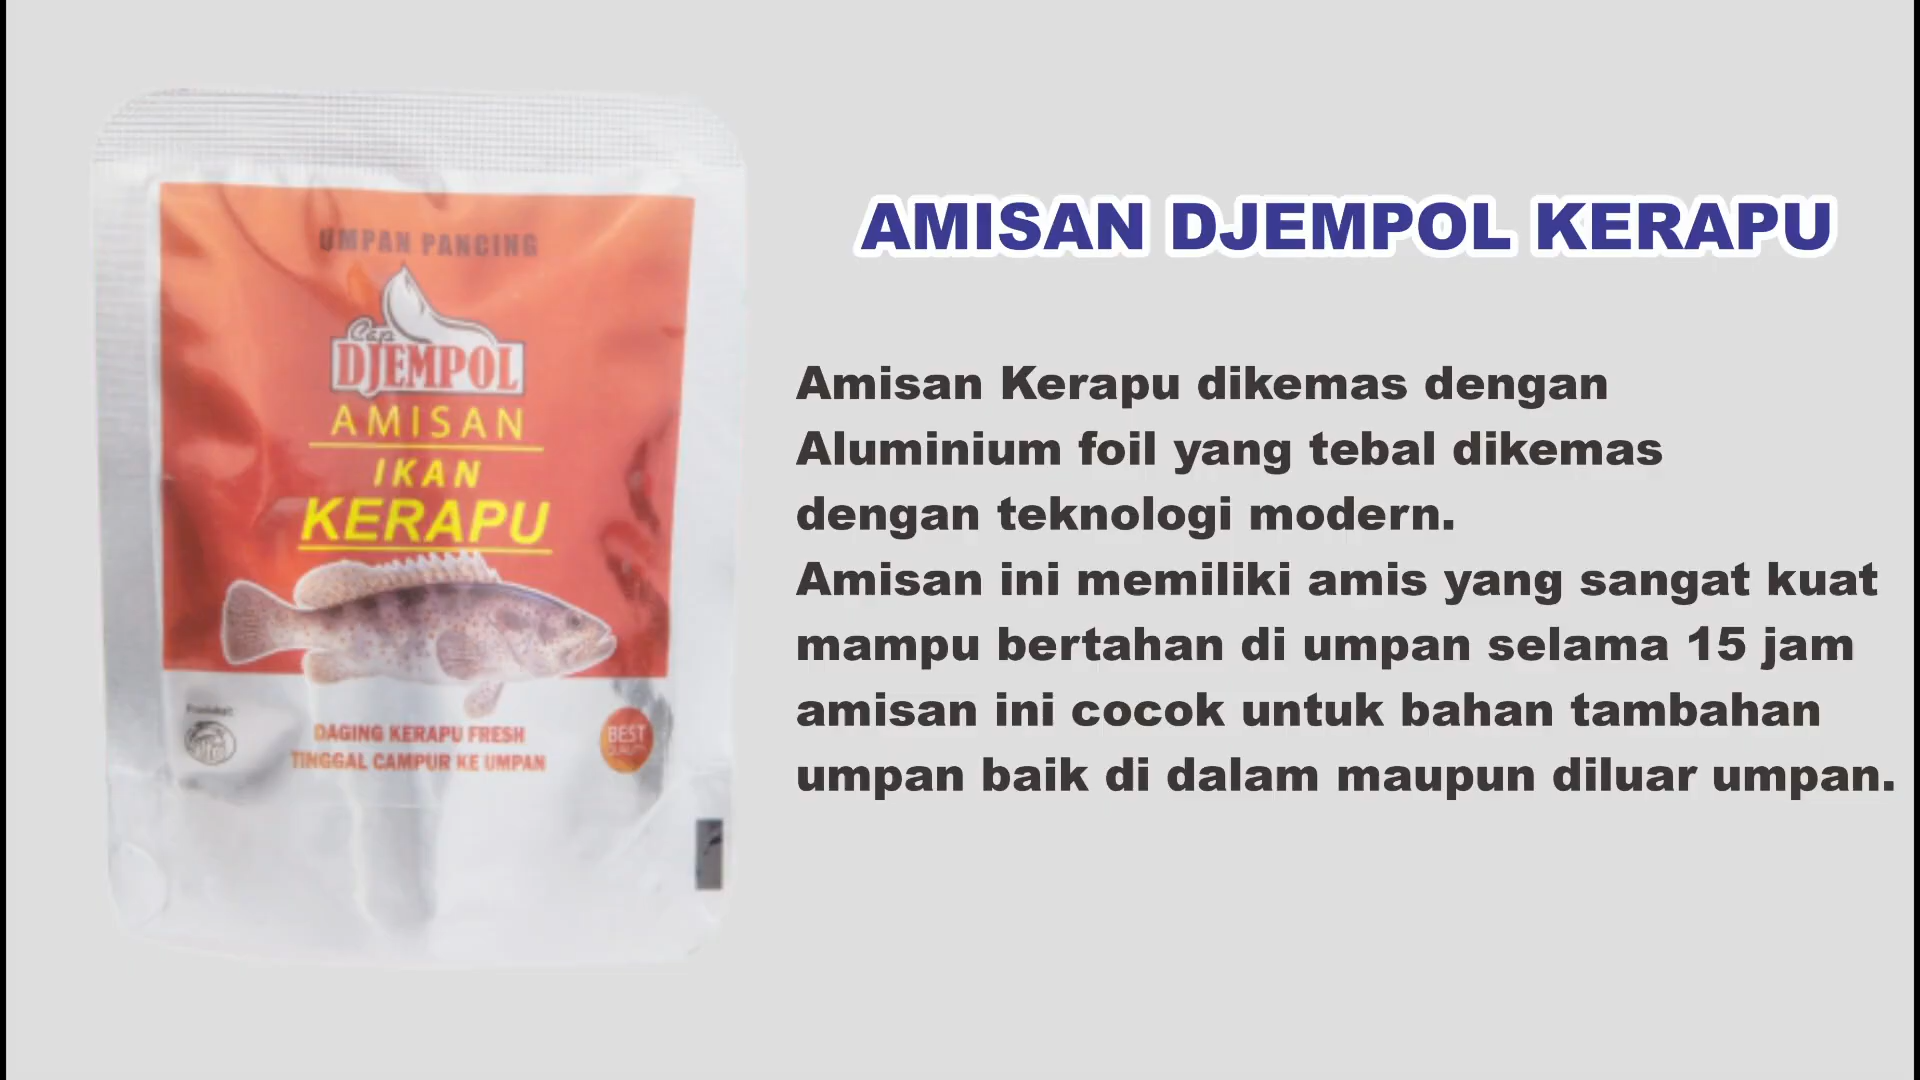 UMPAN PANCING
Cap
DJEMPOL
AMISAN
IKAN
KERAPU
DAGING KERAPU FRESH
TINGGAL CAMPUR KE UMPAN
BEST
QUALITY
AMISAN DJEMPOL KERAPU
Amisan Kerapu dikemas dengan
Aluminium foil yang tebal dikemas
dengan teknologi modern.
Amisan ini memiliki amis yang sangat kuat
mampu bertahan di umpan selama 15 jam
amisan ini cocok untuk bahan tambahan
umpan baik di dalam maupun diluar umpan.